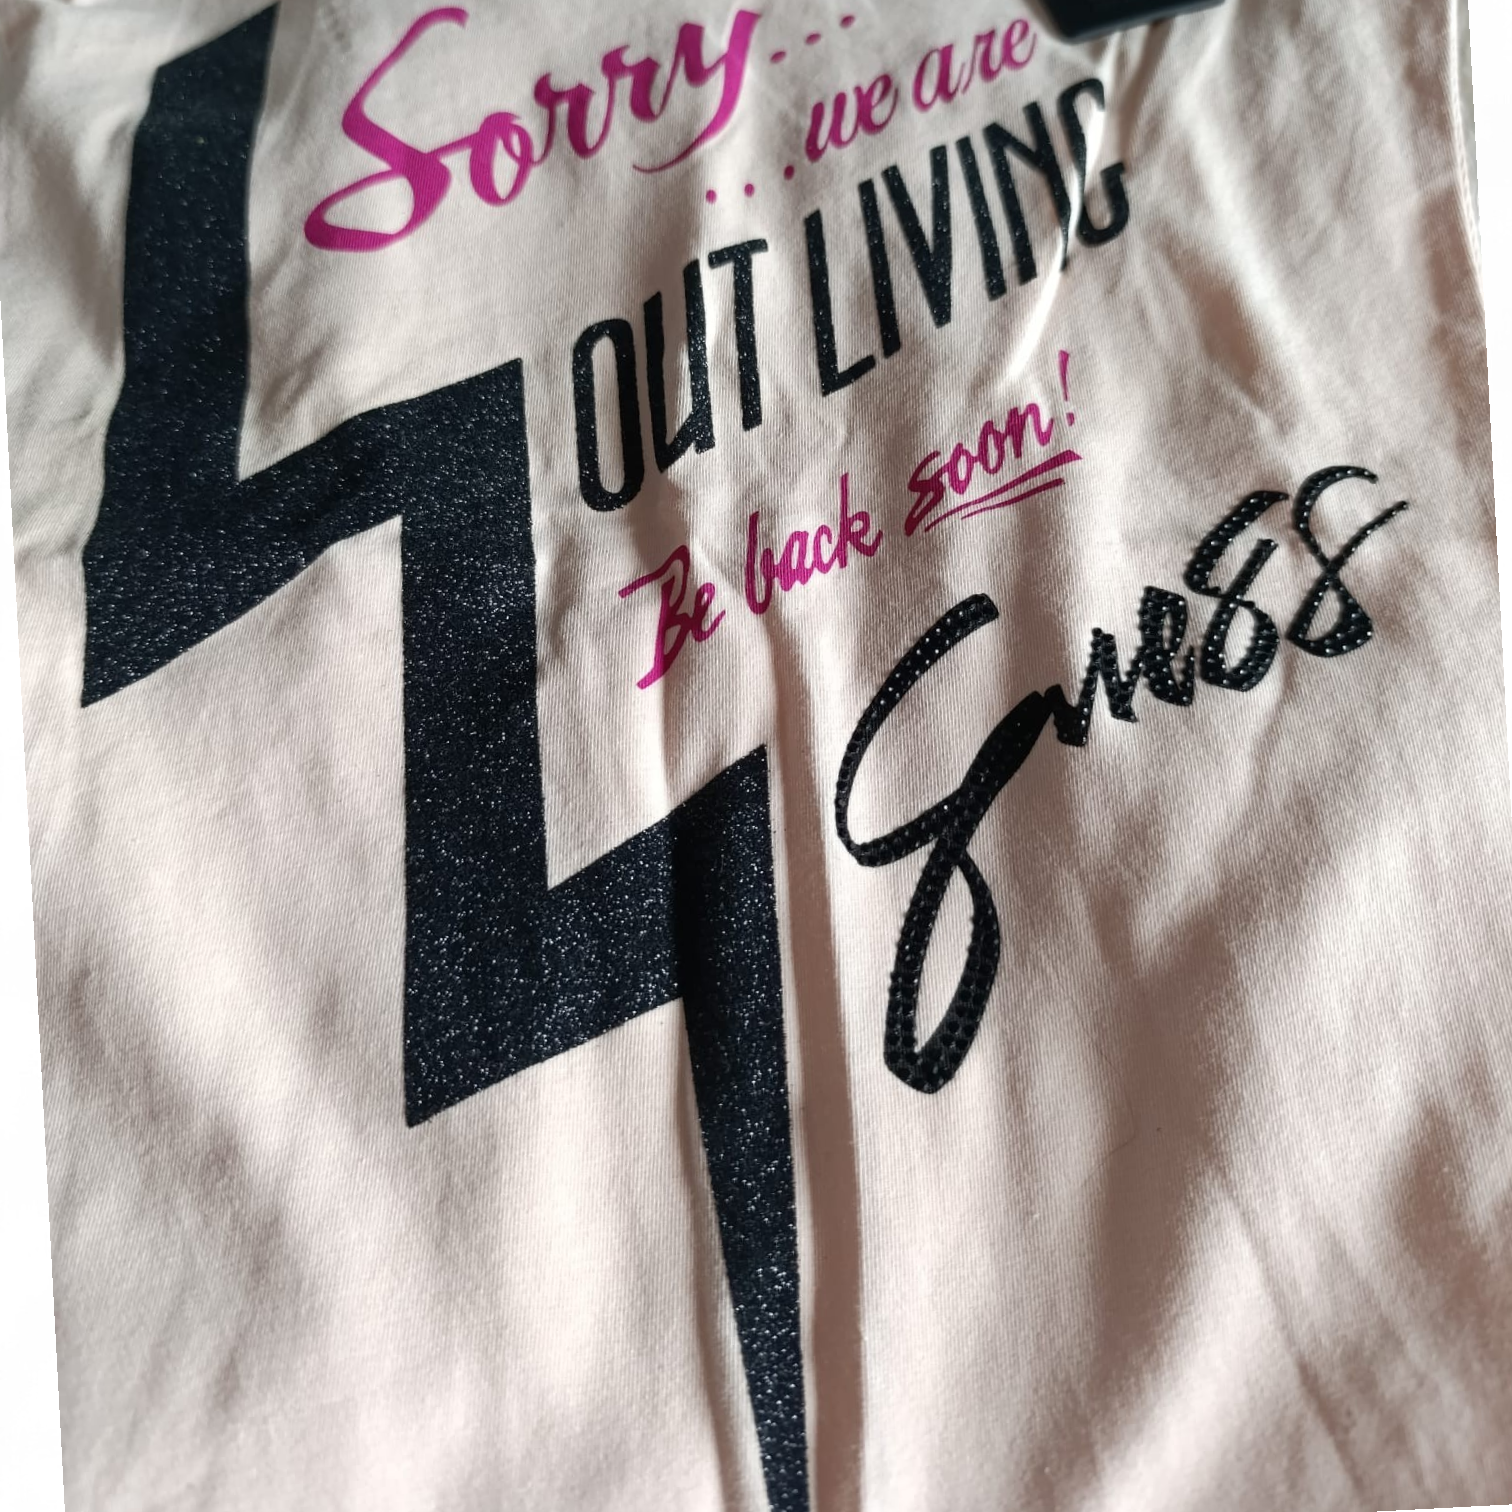 Sorry...
...we are
OUT LIVING
Be back soon!
Guess